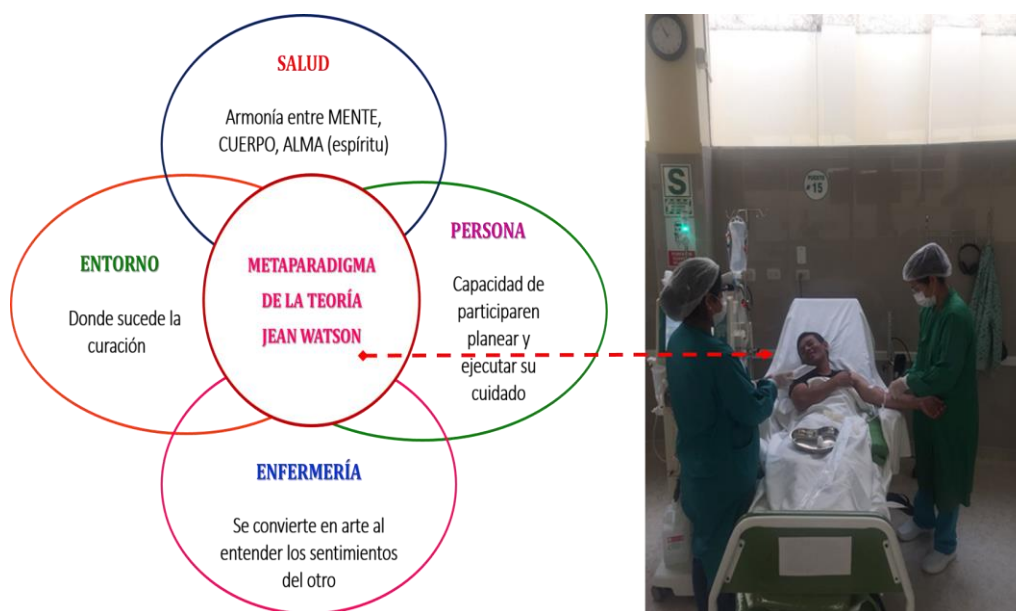 SALUD
Armonía entre MENTE,
CUERPO, ALMA (espíritu)
ENTORNO
Donde sucede la
curación
METAPARADIGMA
DE LA TEORÍA
JEAN WATSON
PERSONA
Capacidad de
participaren
planear y
ejecutar su
cuidado
ENFERMERÍA
Se convierte en arte al
entender los sentimientos
del otro
S
PUESTO
#15